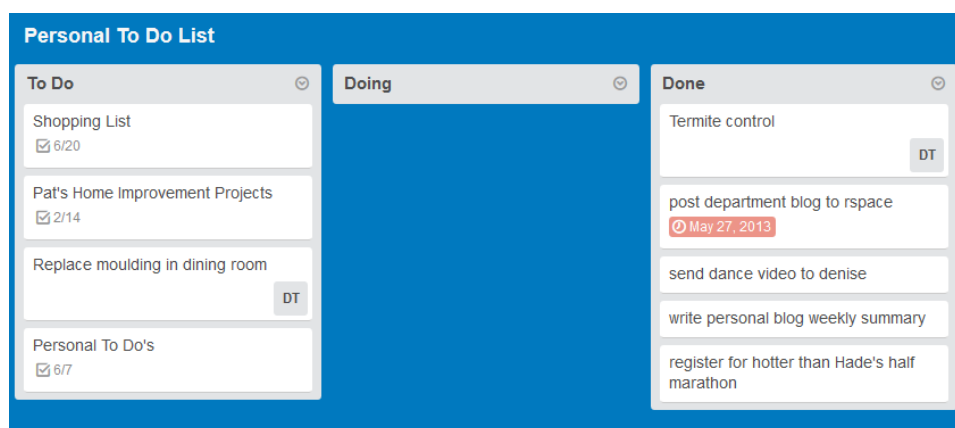 Personal To Do List
To Do
Shopping List
6/20
Pat's Home Improvement Projects
2/14
Replace moulding in dining room
DT
Personal To Do's
6/7
Doing
Done
Termite control
DT
post department blog to rspace
May 27, 2013
send dance video to denise
write personal blog weekly summary
register for hotter than Hade's half
marathon